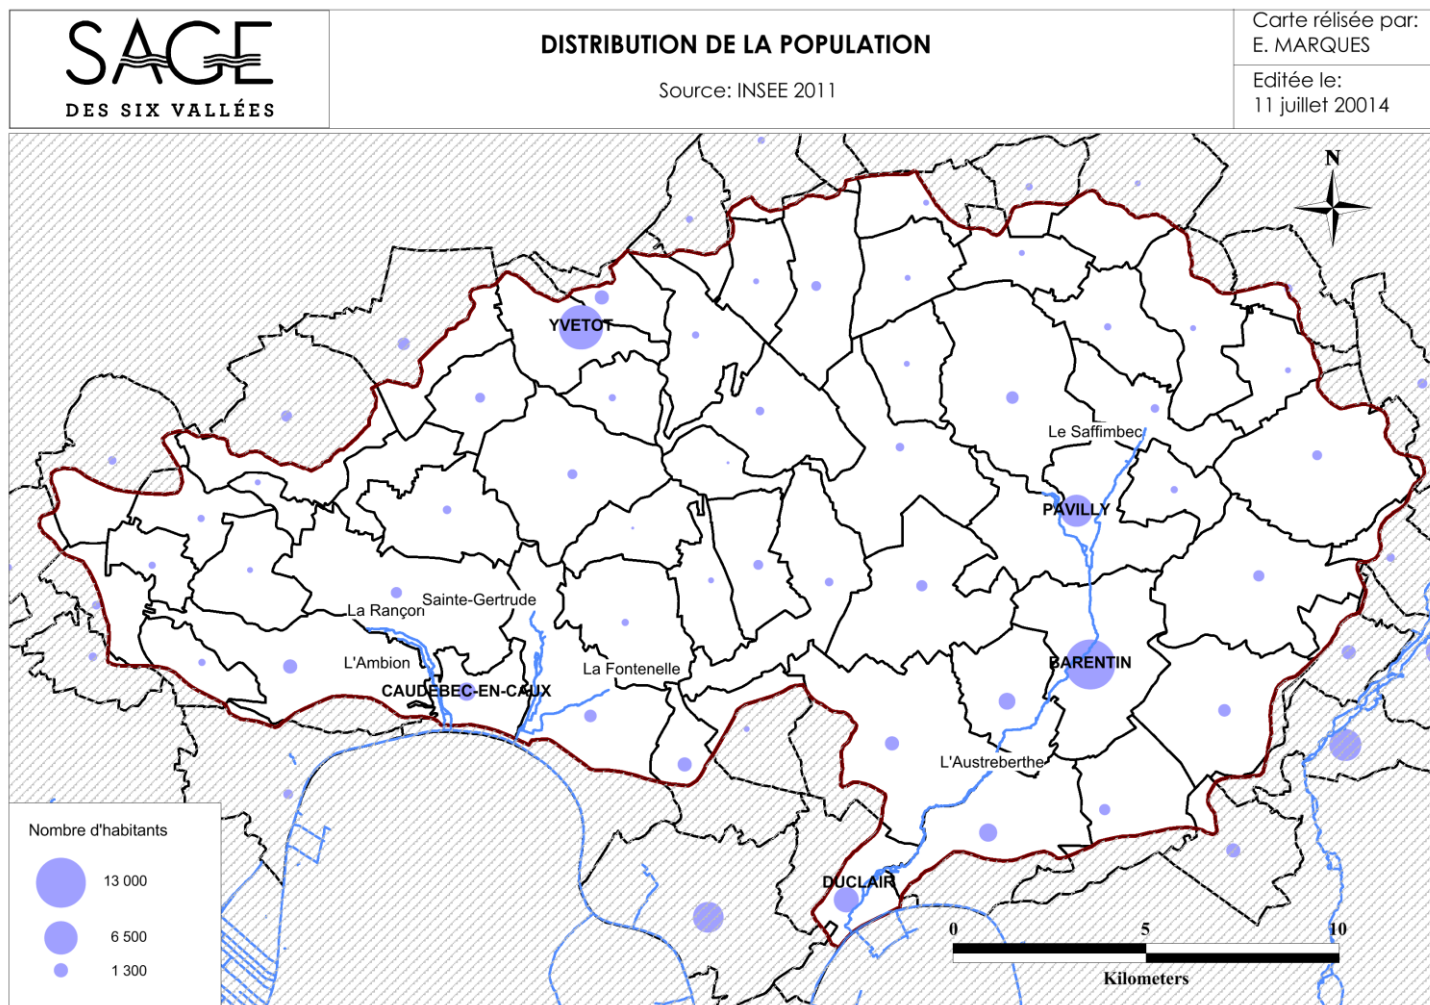 SAGE
DES SIX VALLÉES
DISTRIBUTION DE LA POPULATION
Source: INSEE 2011
Carte rélisée par:
E. MARQUES
Editée le:
11 juillet 20014
N
YVETOT
Le Saffimbec
PAVILLY
La Rançon
Sainte-Gertrude
L'Ambion
La Fontenelle
BARENTIN
CAUDEBEC-EN-CAUX
L'Austreberthe
DUCLAIR
Nombre d'habitants
13 000
6 500
1 300
0 5 10
Kilometers